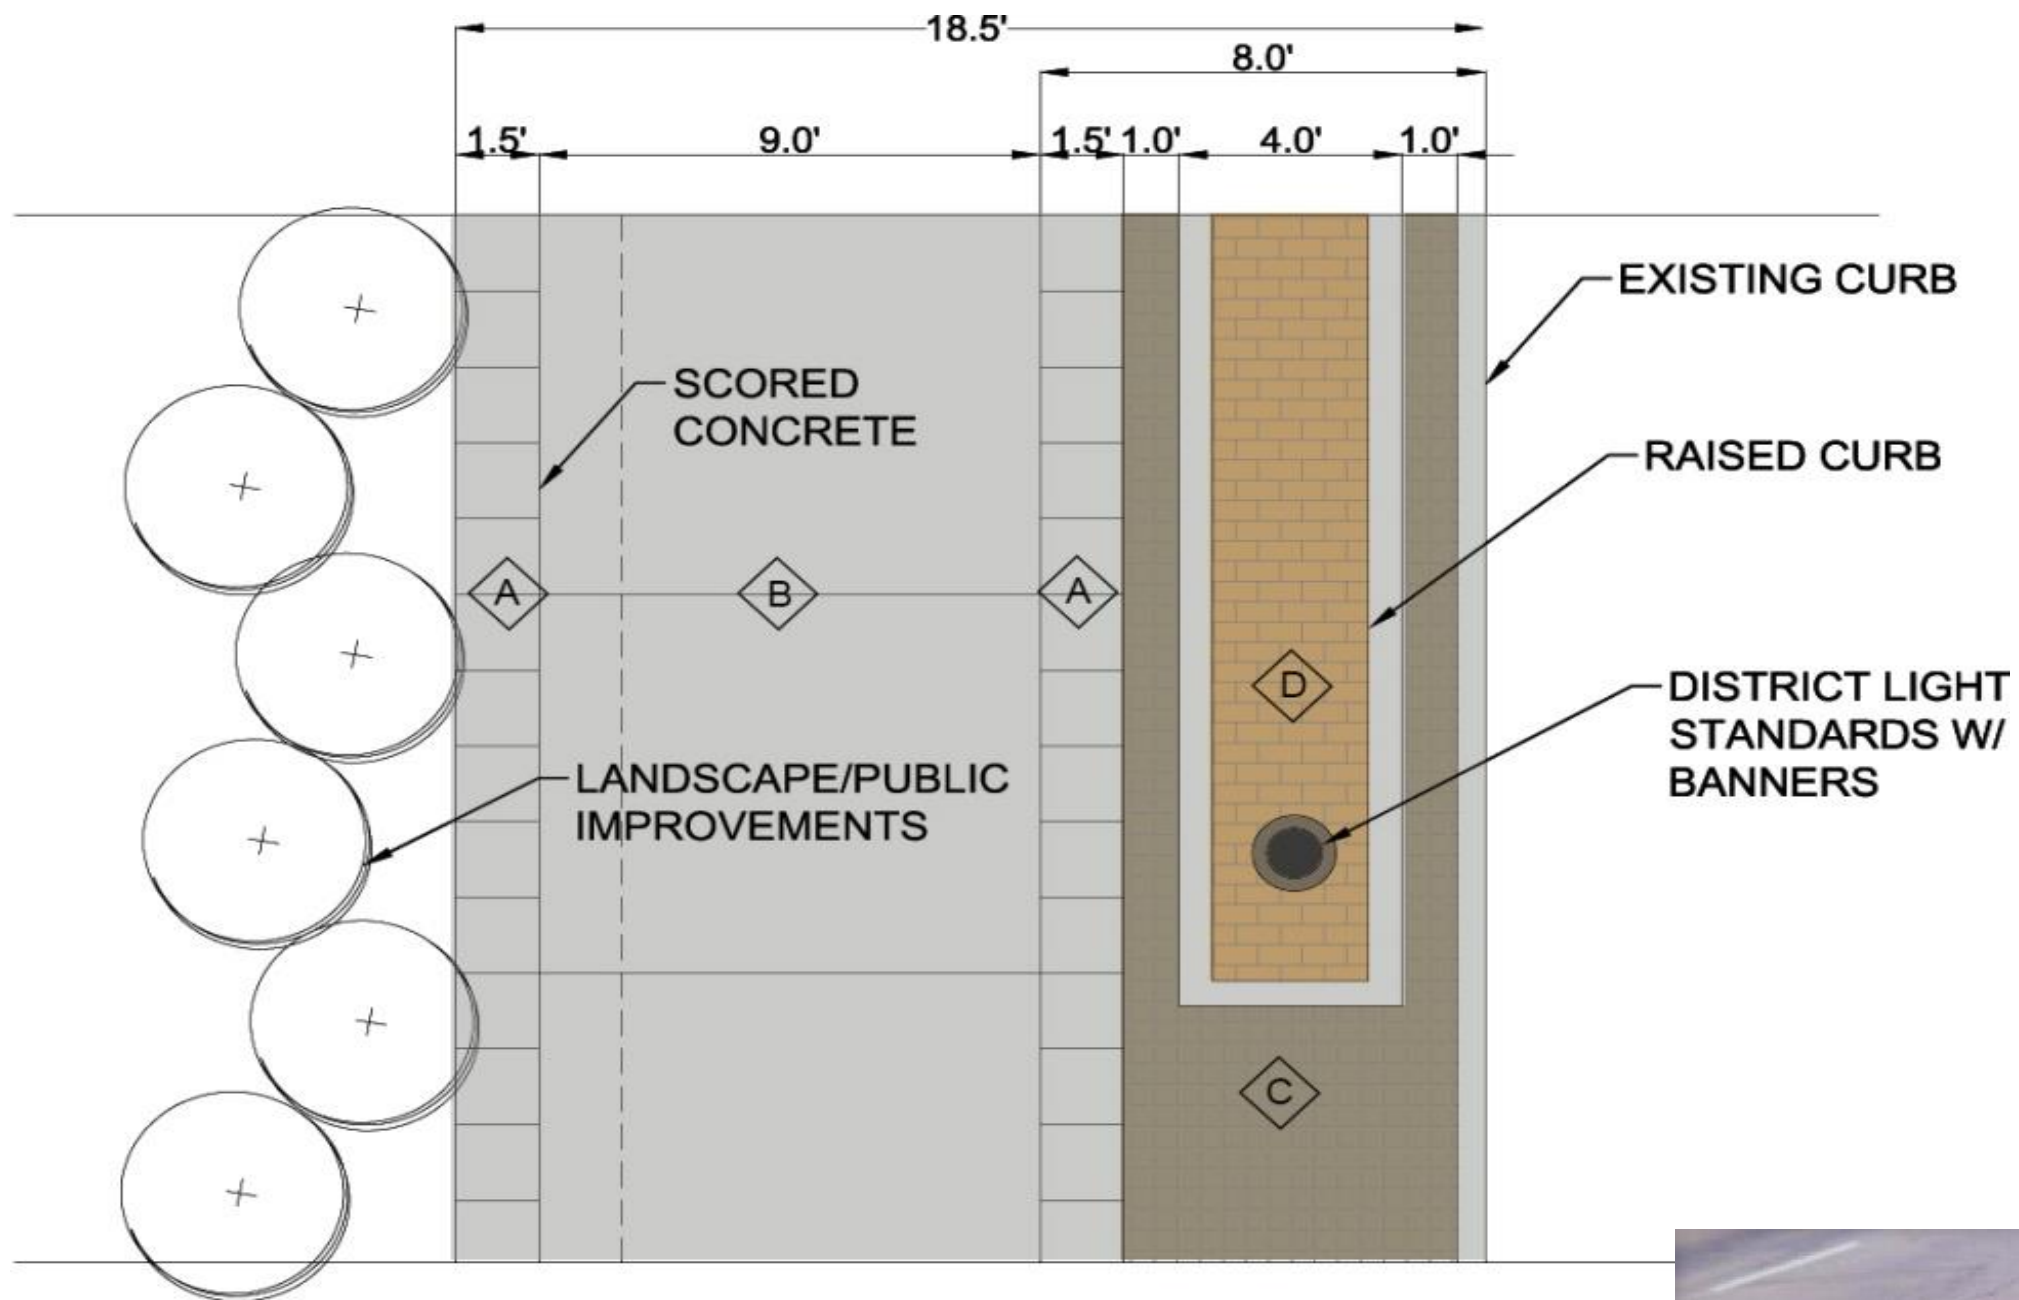 18.5'
8.0'
1.5' 9.0' 1.5' 1.0' 4.0' 1.0'
EXISTING CURB
SCORED
CONCRETE
RAISED CURB
A B A
D
DISTRICT LIGHT
STANDARDS W/
BANNERS
LANDSCAPE/PUBLIC
IMPROVEMENTS
C